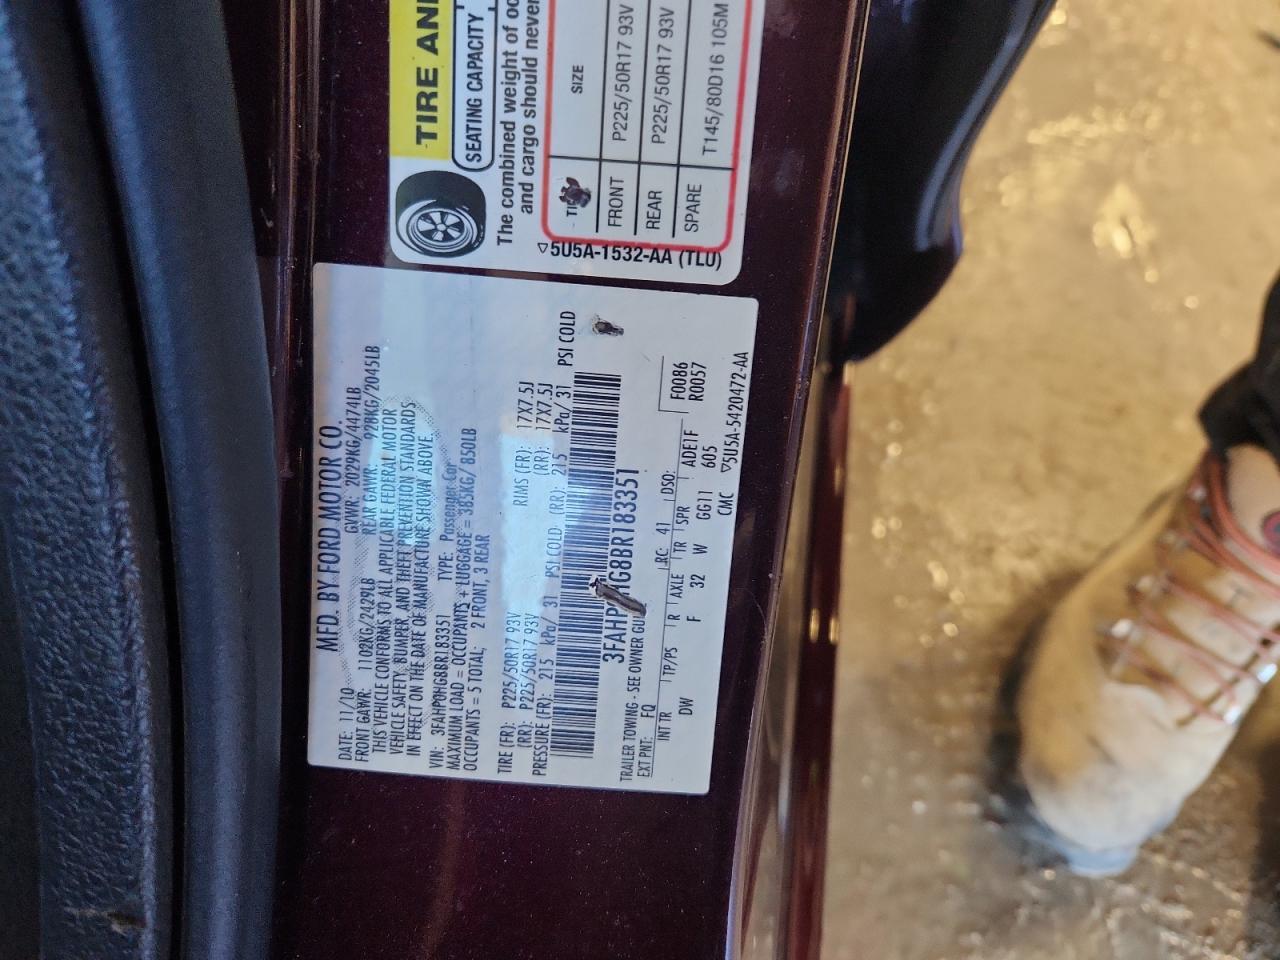 TIRE AN
SEATING CAPACITY
The combined weight of oc
and cargo should never
SIZE
FRONT P225/50R17 93V
REAR P225/50R17 93V
SPARE T145/80D16 105M
5U5A-1532-AA (TLU)
MFD. BY FORD MOTOR CO.
DATE: 11/10 GVWR: 2029KG/4474LB
FRONT GAWR: 1102KG/2429LB REAR GAWR: 928KG/2045LB
THIS VEHICLE CONFORMS TO ALL APPLICABLE FEDERAL MOTOR
VEHICLE SAFETY, BUMPER, AND THEFT PREVENTION STANDARDS
IN EFFECT ON THE DATE OF MANUFACTURE SHOWN ABOVE.
VIN: 3FAHP0HG8BR183351 TYPE: Passenger Car
MAXIMUM LOAD = OCCUPANTS + LUGGAGE = 385KG/ 850LB
OCCUPANTS = 5 TOTAL; 2 FRONT, 3 REAR
TIRE (FR): P225/50R17 93V RIMS (FR): 17X7.5J
(RR): P225/50R17 93V (RR): 17X7.5J
PRESSURE (FR): 215 kPa/ 31 PSI COLD (RR): 215 kPa/ 31 PSI COLD
3FAHP HG8BR183351
TRAILER TOWING - SEE OWNER GU
EXT PNT: FQ RC: 41 DSO: F0086
R0057
INT TR TP/PS R AXLE TR SPR ADE1F
DW F 32 W GG11 605
CMC 5U5A-5420472-AA